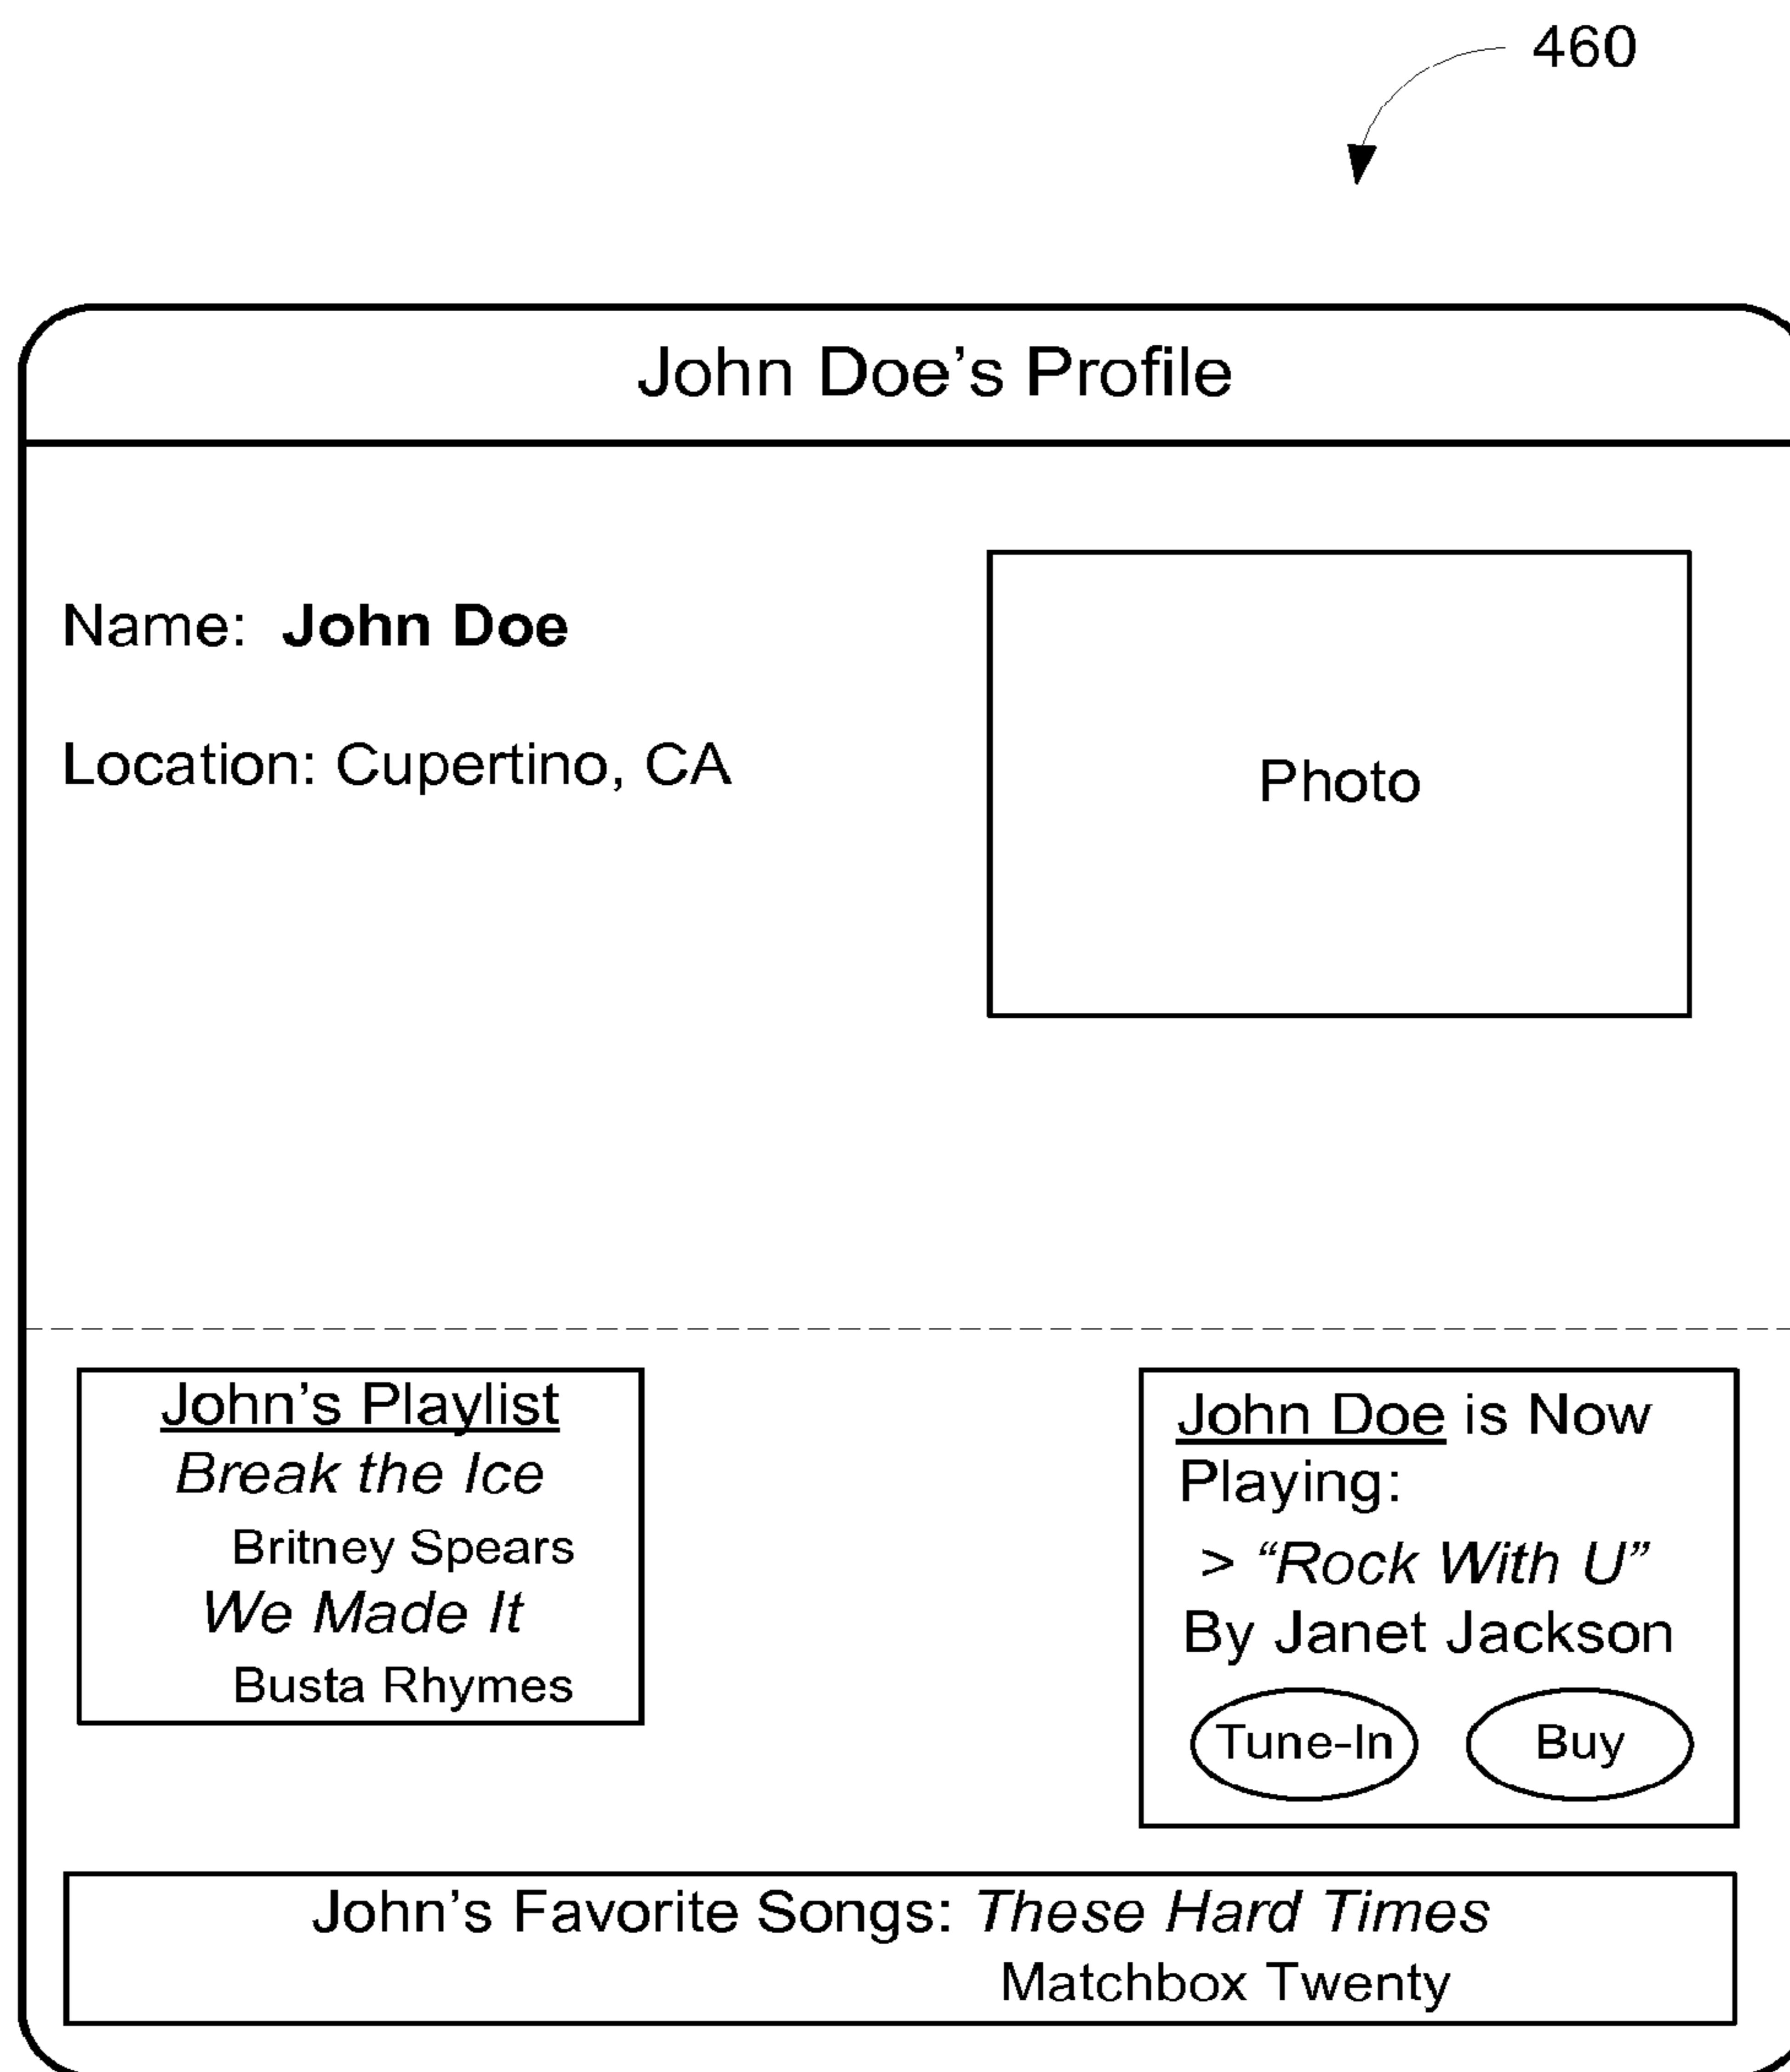 460
John Doe’s Profile
Name: John Doe
Location: Cupertino, CA
Photo
John’s Playlist
Break the Ice
Britney Spears
We Made It
Busta Rhymes
John Doe is Now
Playing:
> “Rock With U”
By Janet Jackson
Tune-In Buy
John’s Favorite Songs: These Hard Times
Matchbox Twenty